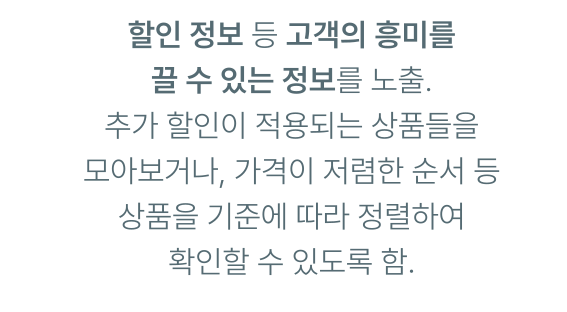 할인 정보 등 고객의 흥미를
끌 수 있는 정보를 노출.
추가 할인이 적용되는 상품들을
모아보거나, 가격이 저렴한 순서 등
상품을 기준에 따라 정렬하여
확인할 수 있도록 함.